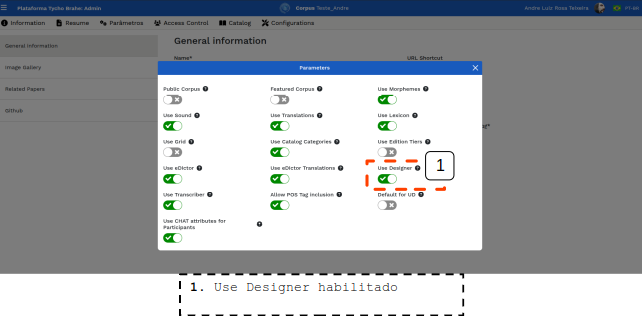 Plataforma Tycho Brahe: Admin
Corpus Teste_Andre
Andre Luiz Rosa Teixeira
PT-BR
Information Resume Parâmetros Access Control Catalog Configurations
General Information
General information
Name*
URL Shortcut
Image Gallery
Related Papers
Github
Parameters
Public Corpus
Featured Corpus
Use Morphemes
Use Sound
Use Translations
Use Lexicon
Use Grid
Use Catalog Categories
Use Edition Tiers
Use eDictor
Use eDictor Translations
Use Designer
1
Use Transcriber
Allow POS Tag inclusion
Default for UD
Use CHAT attributes for
Participants
1. Use Designer habilitado